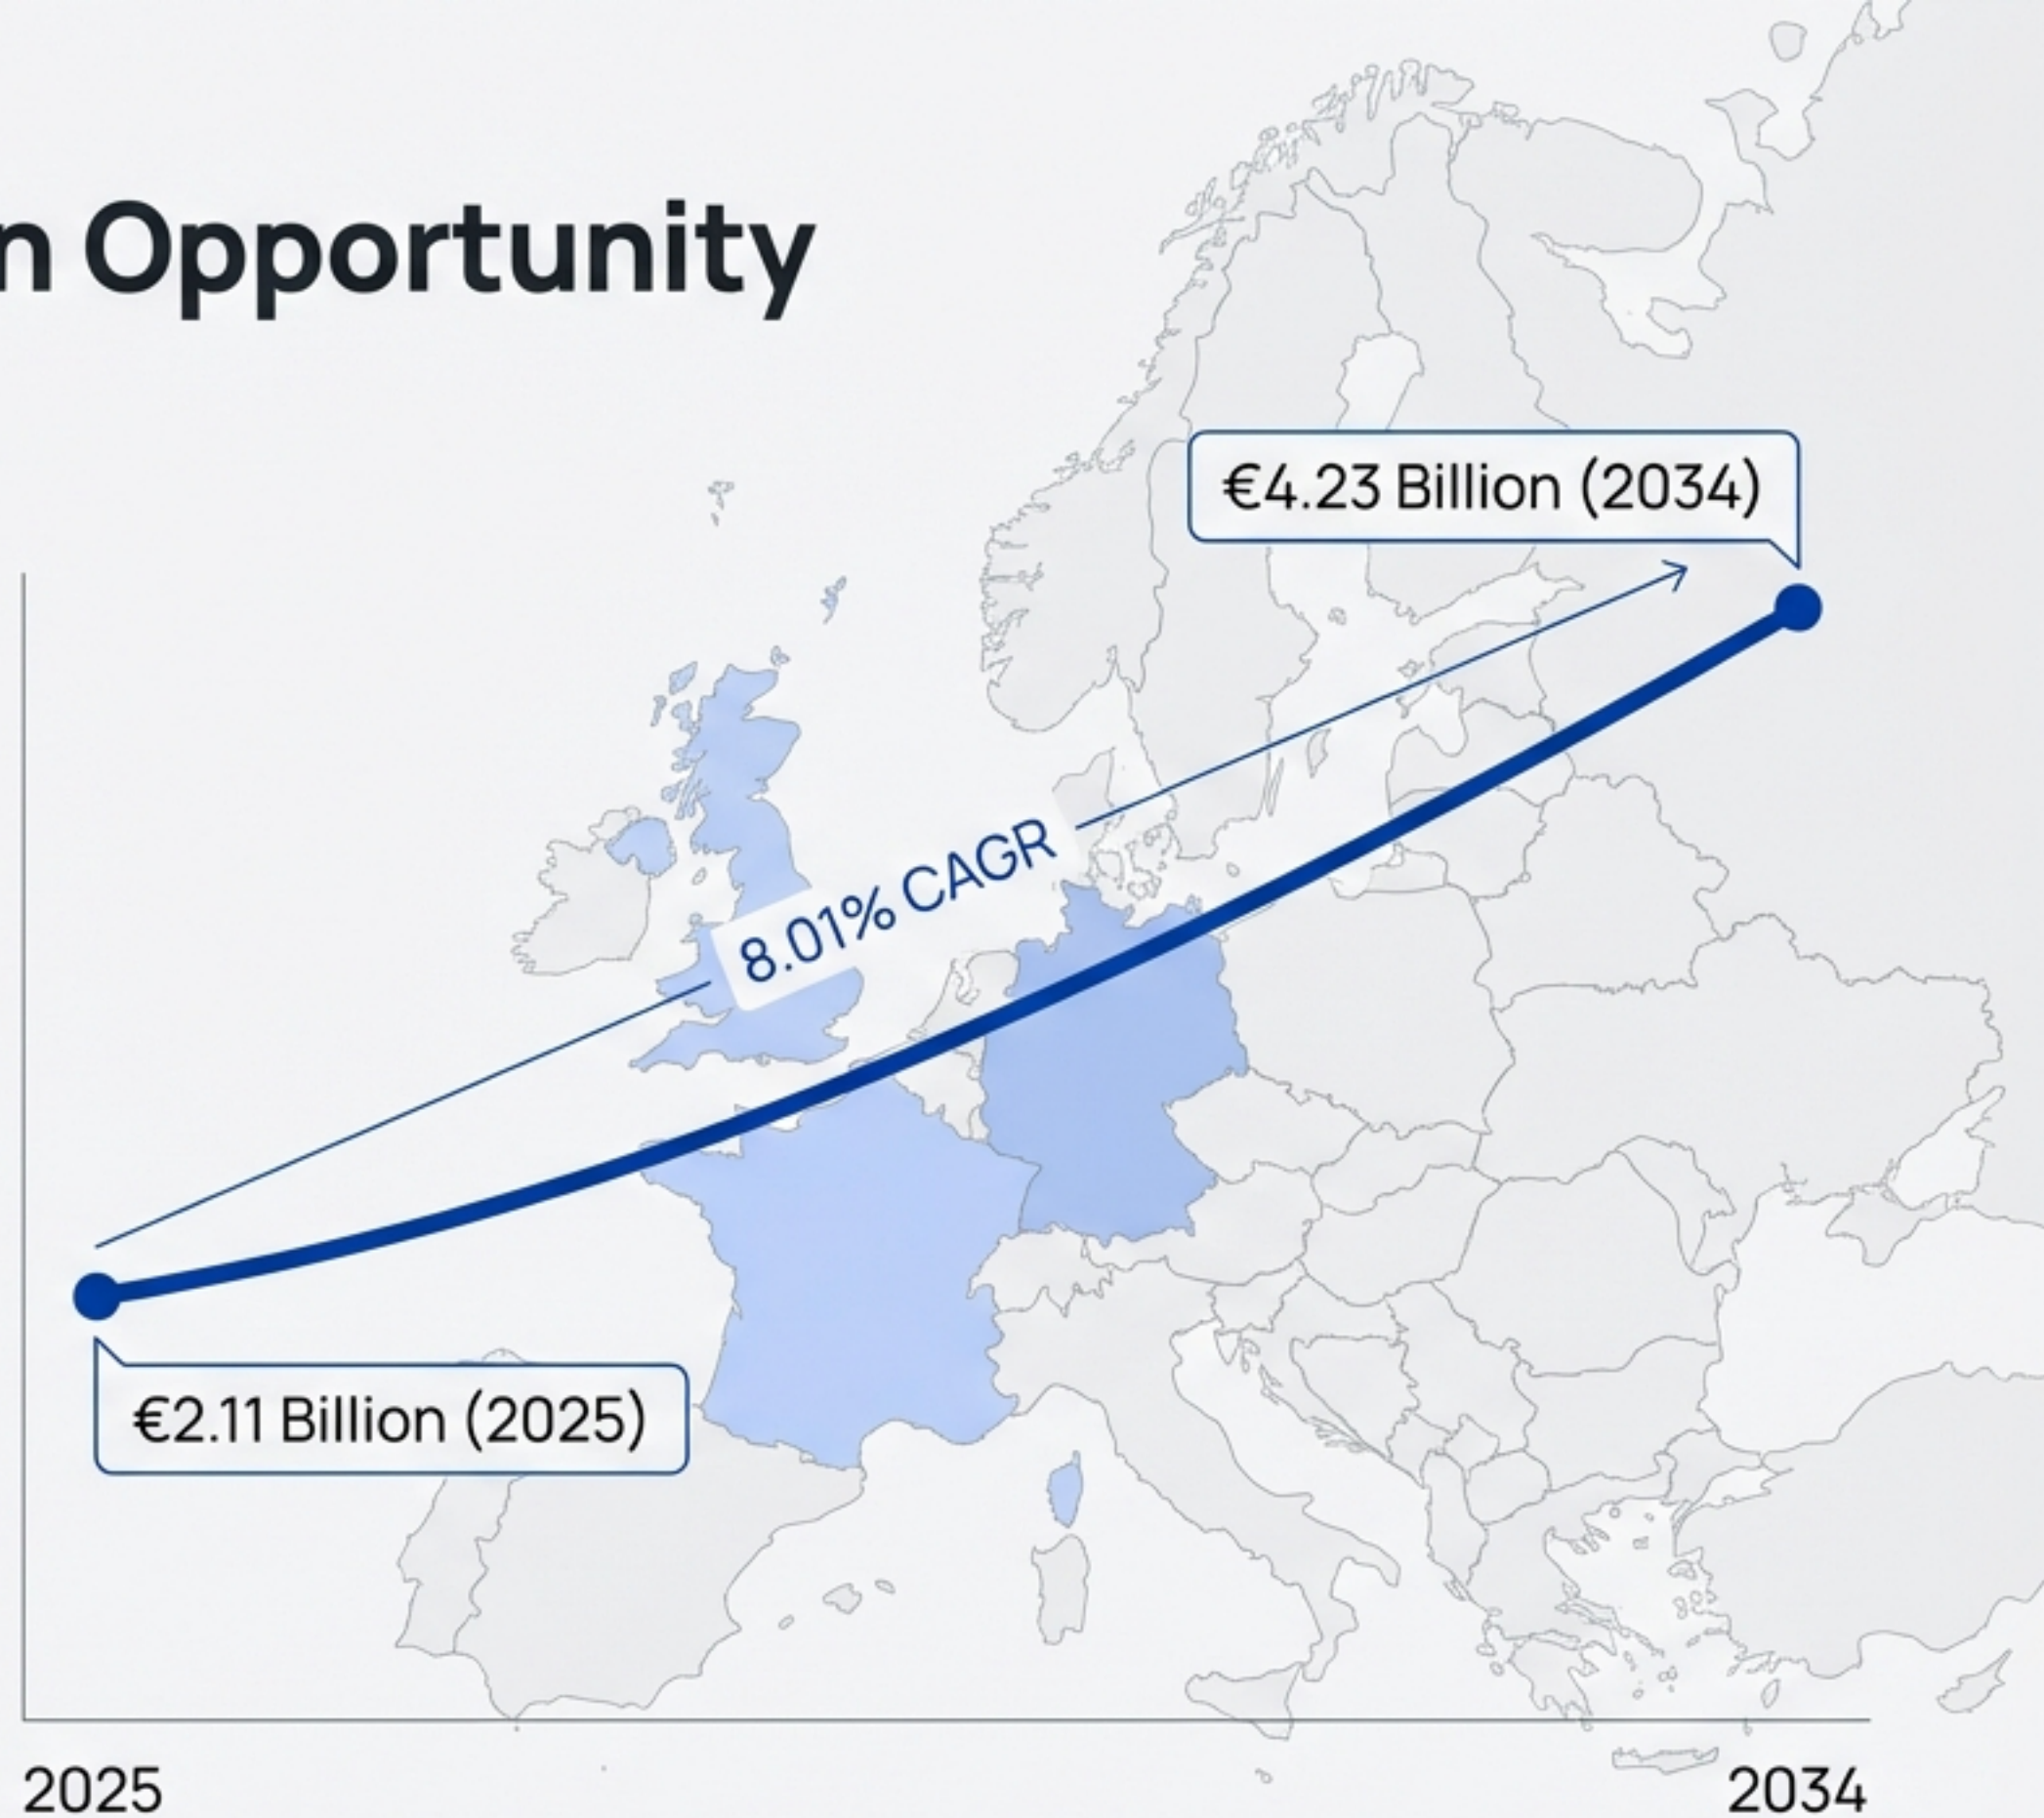 n Opportunity
€4.23 Billion (2034)
8.01% CAGR
€2.11 Billion (2025)
2025
2034